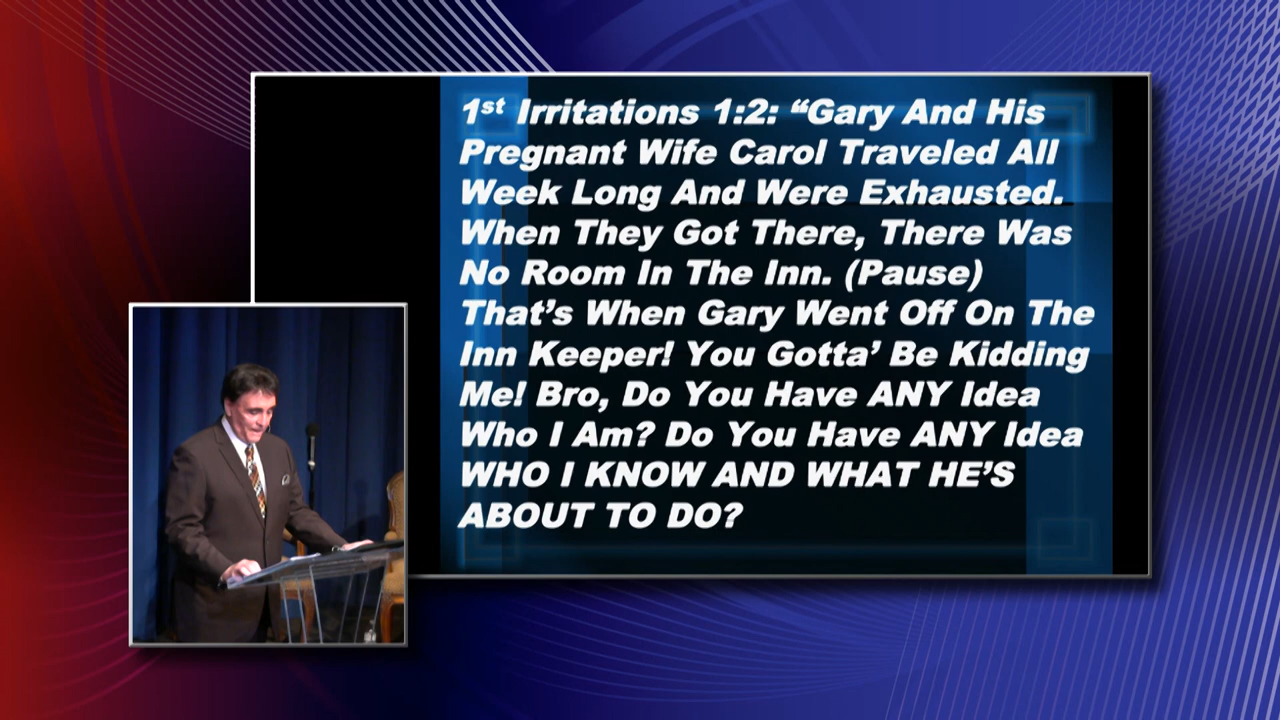 1st Irritations 1:2: “Gary And His
Pregnant Wife Carol Traveled All
Week Long And Were Exhausted.
When They Got There, There Was
No Room In The Inn. (Pause)
That’s When Gary Went Off On The
Inn Keeper! You Gotta’ Be Kidding
Me! Bro, Do You Have ANY Idea
Who I Am? Do You Have ANY Idea
WHO I KNOW AND WHAT HE’S
ABOUT TO DO?